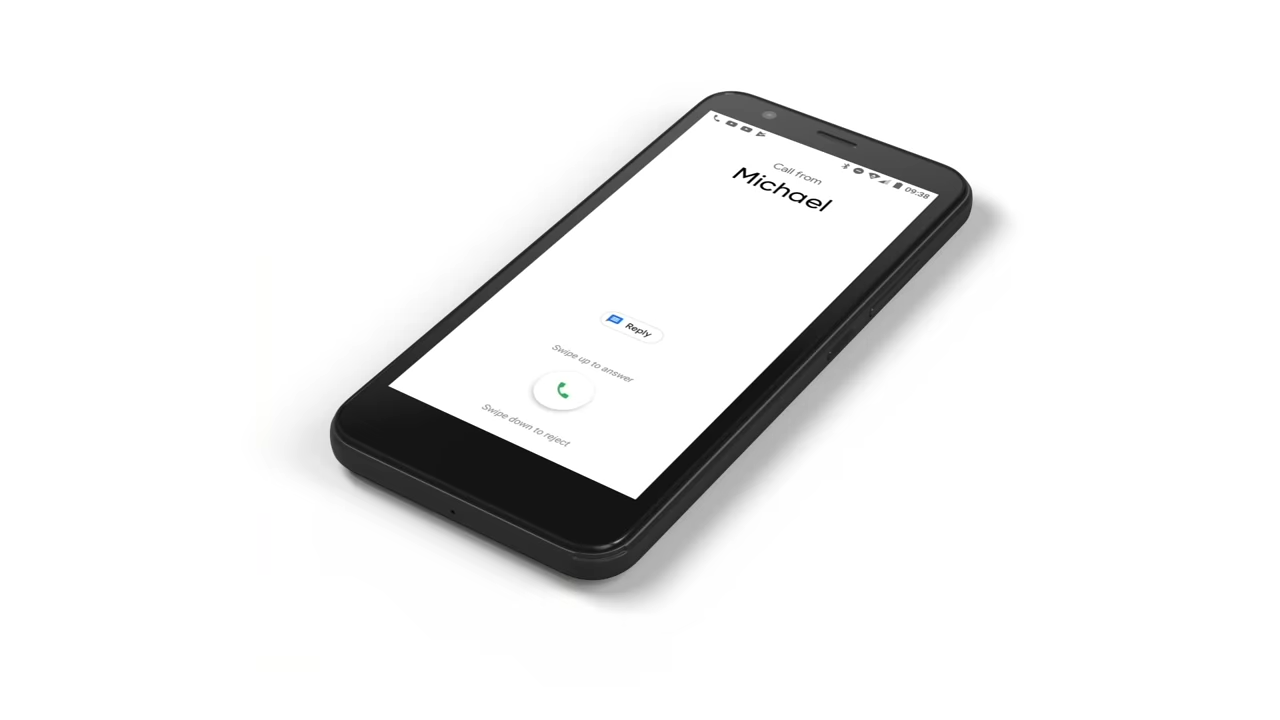 09:38
Call from
Michael
Reply
Swipe up to answer
Swipe down to reject